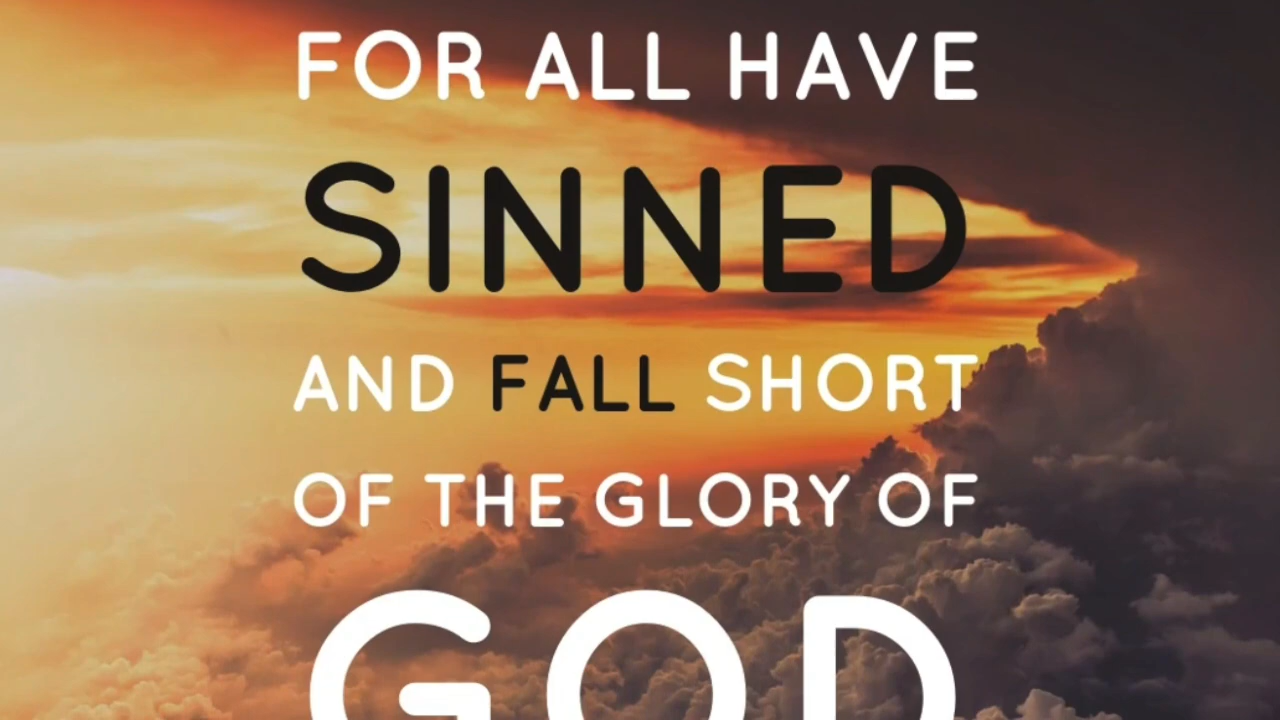 FOR ALL HAVE
SINNED
AND FALL SHORT
OF THE GLORY OF
GOD